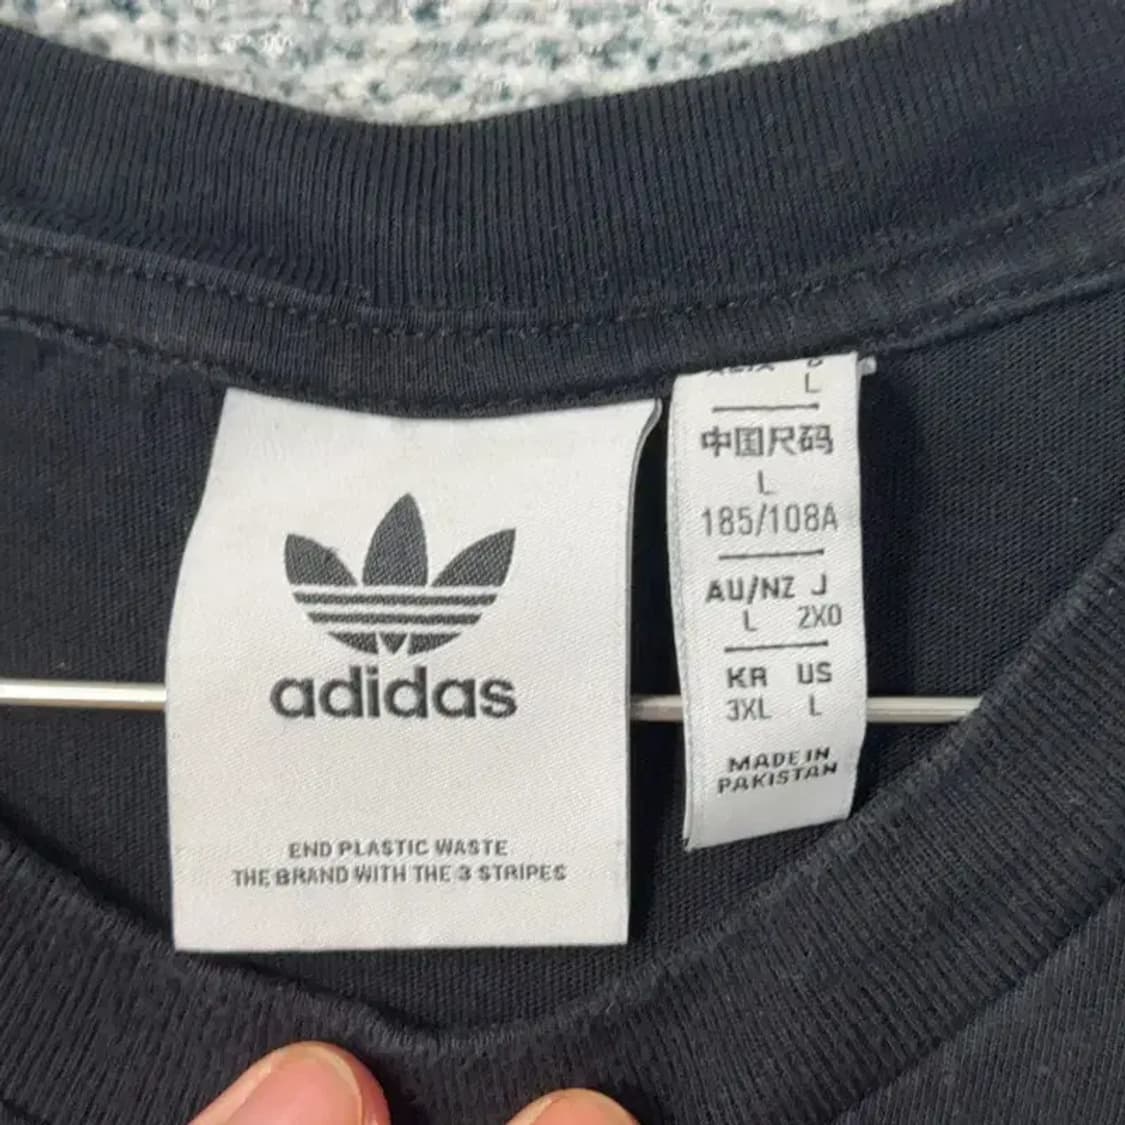 adidas
END PLASTIC WASTE
THE BRAND WITH THE 3 STRIPES
L
中国尺码
L
185/108A
AU/NZ J
L 2XO
KR US
3XL L
MADE IN
PAKISTAN